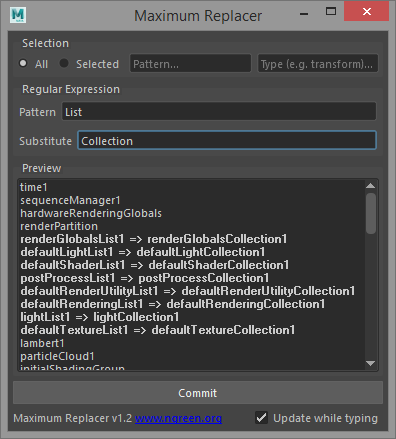 Maximum Replacer
Selection
All Selected Pattern... Type (e.g. transform)...
Regular Expression
Pattern List
Substitute Collection
Preview
time1
sequenceManager1
hardwareRenderingGlobals
renderPartition
renderGlobalsList1 => renderGlobalsCollection1
defaultLightList1 => defaultLightCollection1
defaultShaderList1 => defaultShaderCollection1
postProcessList1 => postProcessCollection1
defaultRenderUtilityList1 => defaultRenderUtilityCollection1
defaultRenderingList1 => defaultRenderingCollection1
lightList1 => lightCollection1
defaultTextureList1 => defaultTextureCollection1
lambert1
particleCloud1
initialShadingGroup
Commit
Maximum Replacer v1.2 www.ngreen.org Update while typing